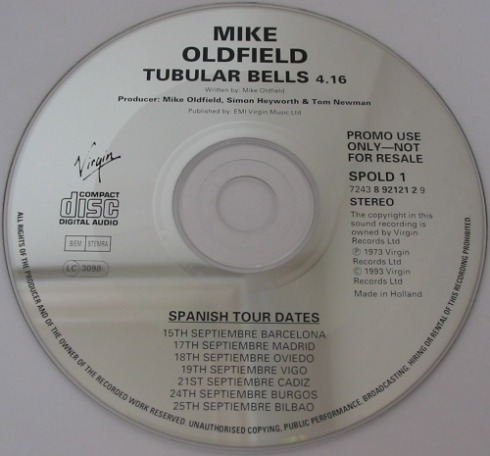 MIKE
OLDFIELD
TUBULAR BELLS 4.16
Written by: Mike Oldfield
Producer: Mike Oldfield, Simon Heyworth & Tom Newman
Published by: EMI Virgin Music Ltd
Virgin
COMPACT
disc
DIGITAL AUDIO
BIEM STEMRA
LC 3098
PROMO USE
ONLY—NOT
FOR RESALE
SPOLD 1
7243 8 92121 2 9
STEREO
The copyright in this
sound recording is
owned by Virgin
Records Ltd
Ⓟ 1973 Virgin
Records Ltd
© 1993 Virgin
Records Ltd
Made in Holland
SPANISH TOUR DATES
15TH SEPTIEMBRE BARCELONA
17TH SEPTIEMBRE MADRID
18TH SEPTIEMBRE OVIEDO
19TH SEPTIEMBRE VIGO
21ST SEPTIEMBRE CADIZ
24TH SEPTIEMBRE BURGOS
25TH SEPTIEMBRE BILBAO
ALL RIGHTS OF THE PRODUCER AND OF THE OWNER OF THE RECORDED WORK RESERVED. UNAUTHORISED COPYING, PUBLIC PERFORMANCE, BROADCASTING, HIRING OR RENTAL OF THIS RECORDING PROHIBITED.